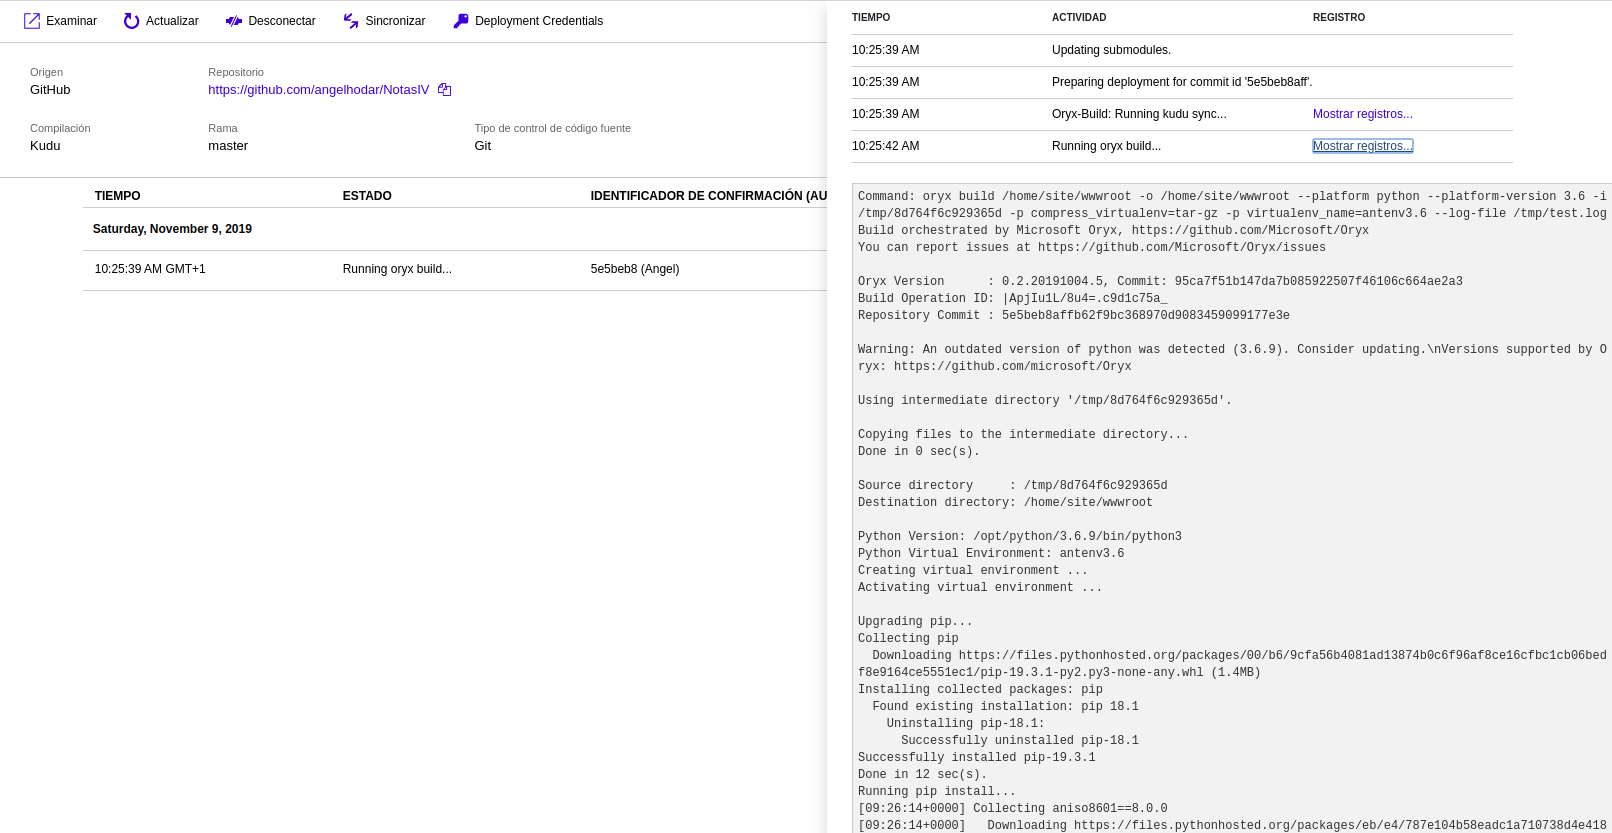 Examinar Actualizar Desconectar Sincronizar Deployment Credentials
Origen Repositorio
GitHub https://github.com/angelhodar/NotasIV
Compilación Rama Tipo de control de código fuente
Kudu master Git
TIEMPO ESTADO IDENTIFICADOR DE CONFIRMACIÓN (AU
Saturday, November 9, 2019
10:25:39 AM GMT+1 Running oryx build... 5e5beb8 (Angel)
TIEMPO ACTIVIDAD REGISTRO
10:25:39 AM Updating submodules.
10:25:39 AM Preparing deployment for commit id '5e5beb8aff'.
10:25:39 AM Oryx-Build: Running kudu sync... Mostrar registros...
10:25:42 AM Running oryx build... Mostrar registros...
Command: oryx build /home/site/wwwroot -o /home/site/wwwroot --platform python --platform-version 3.6 -i
/tmp/8d764f6c929365d -p compress_virtualenv=tar-gz -p virtualenv_name=antenv3.6 --log-file /tmp/test.log
Build orchestrated by Microsoft Oryx, https://github.com/Microsoft/Oryx
You can report issues at https://github.com/Microsoft/Oryx/issues
Oryx Version      : 0.2.20191004.5, Commit: 95ca7f51b147da7b085922507f46106c664ae2a3
Build Operation ID: |ApjIu1L/8u4=.c9d1c75a_
Repository Commit : 5e5beb8affb62f9bc368970d9083459099177e3e
Warning: An outdated version of python was detected (3.6.9). Consider updating.\nVersions supported by O
ryx: https://github.com/microsoft/Oryx
Using intermediate directory '/tmp/8d764f6c929365d'.
Copying files to the intermediate directory...
Done in 0 sec(s).
Source directory     : /tmp/8d764f6c929365d
Destination directory: /home/site/wwwroot
Python Version: /opt/python/3.6.9/bin/python3
Python Virtual Environment: antenv3.6
Creating virtual environment ...
Activating virtual environment ...
Upgrading pip...
Collecting pip
  Downloading https://files.pythonhosted.org/packages/00/b6/9cfa56b4081ad13874b0c6f96af8ce16cfbc1cb06bed
f8e9164ce5551ec1/pip-19.3.1-py2.py3-none-any.whl (1.4MB)
Installing collected packages: pip
  Found existing installation: pip 18.1
    Uninstalling pip-18.1:
      Successfully uninstalled pip-18.1
Successfully installed pip-19.3.1
Done in 12 sec(s).
Running pip install...
[09:26:14+0000] Collecting aniso8601==8.0.0
[09:26:14+0000]   Downloading https://files.pythonhosted.org/packages/eb/e4/787e104b58eadc1a710738d4e418